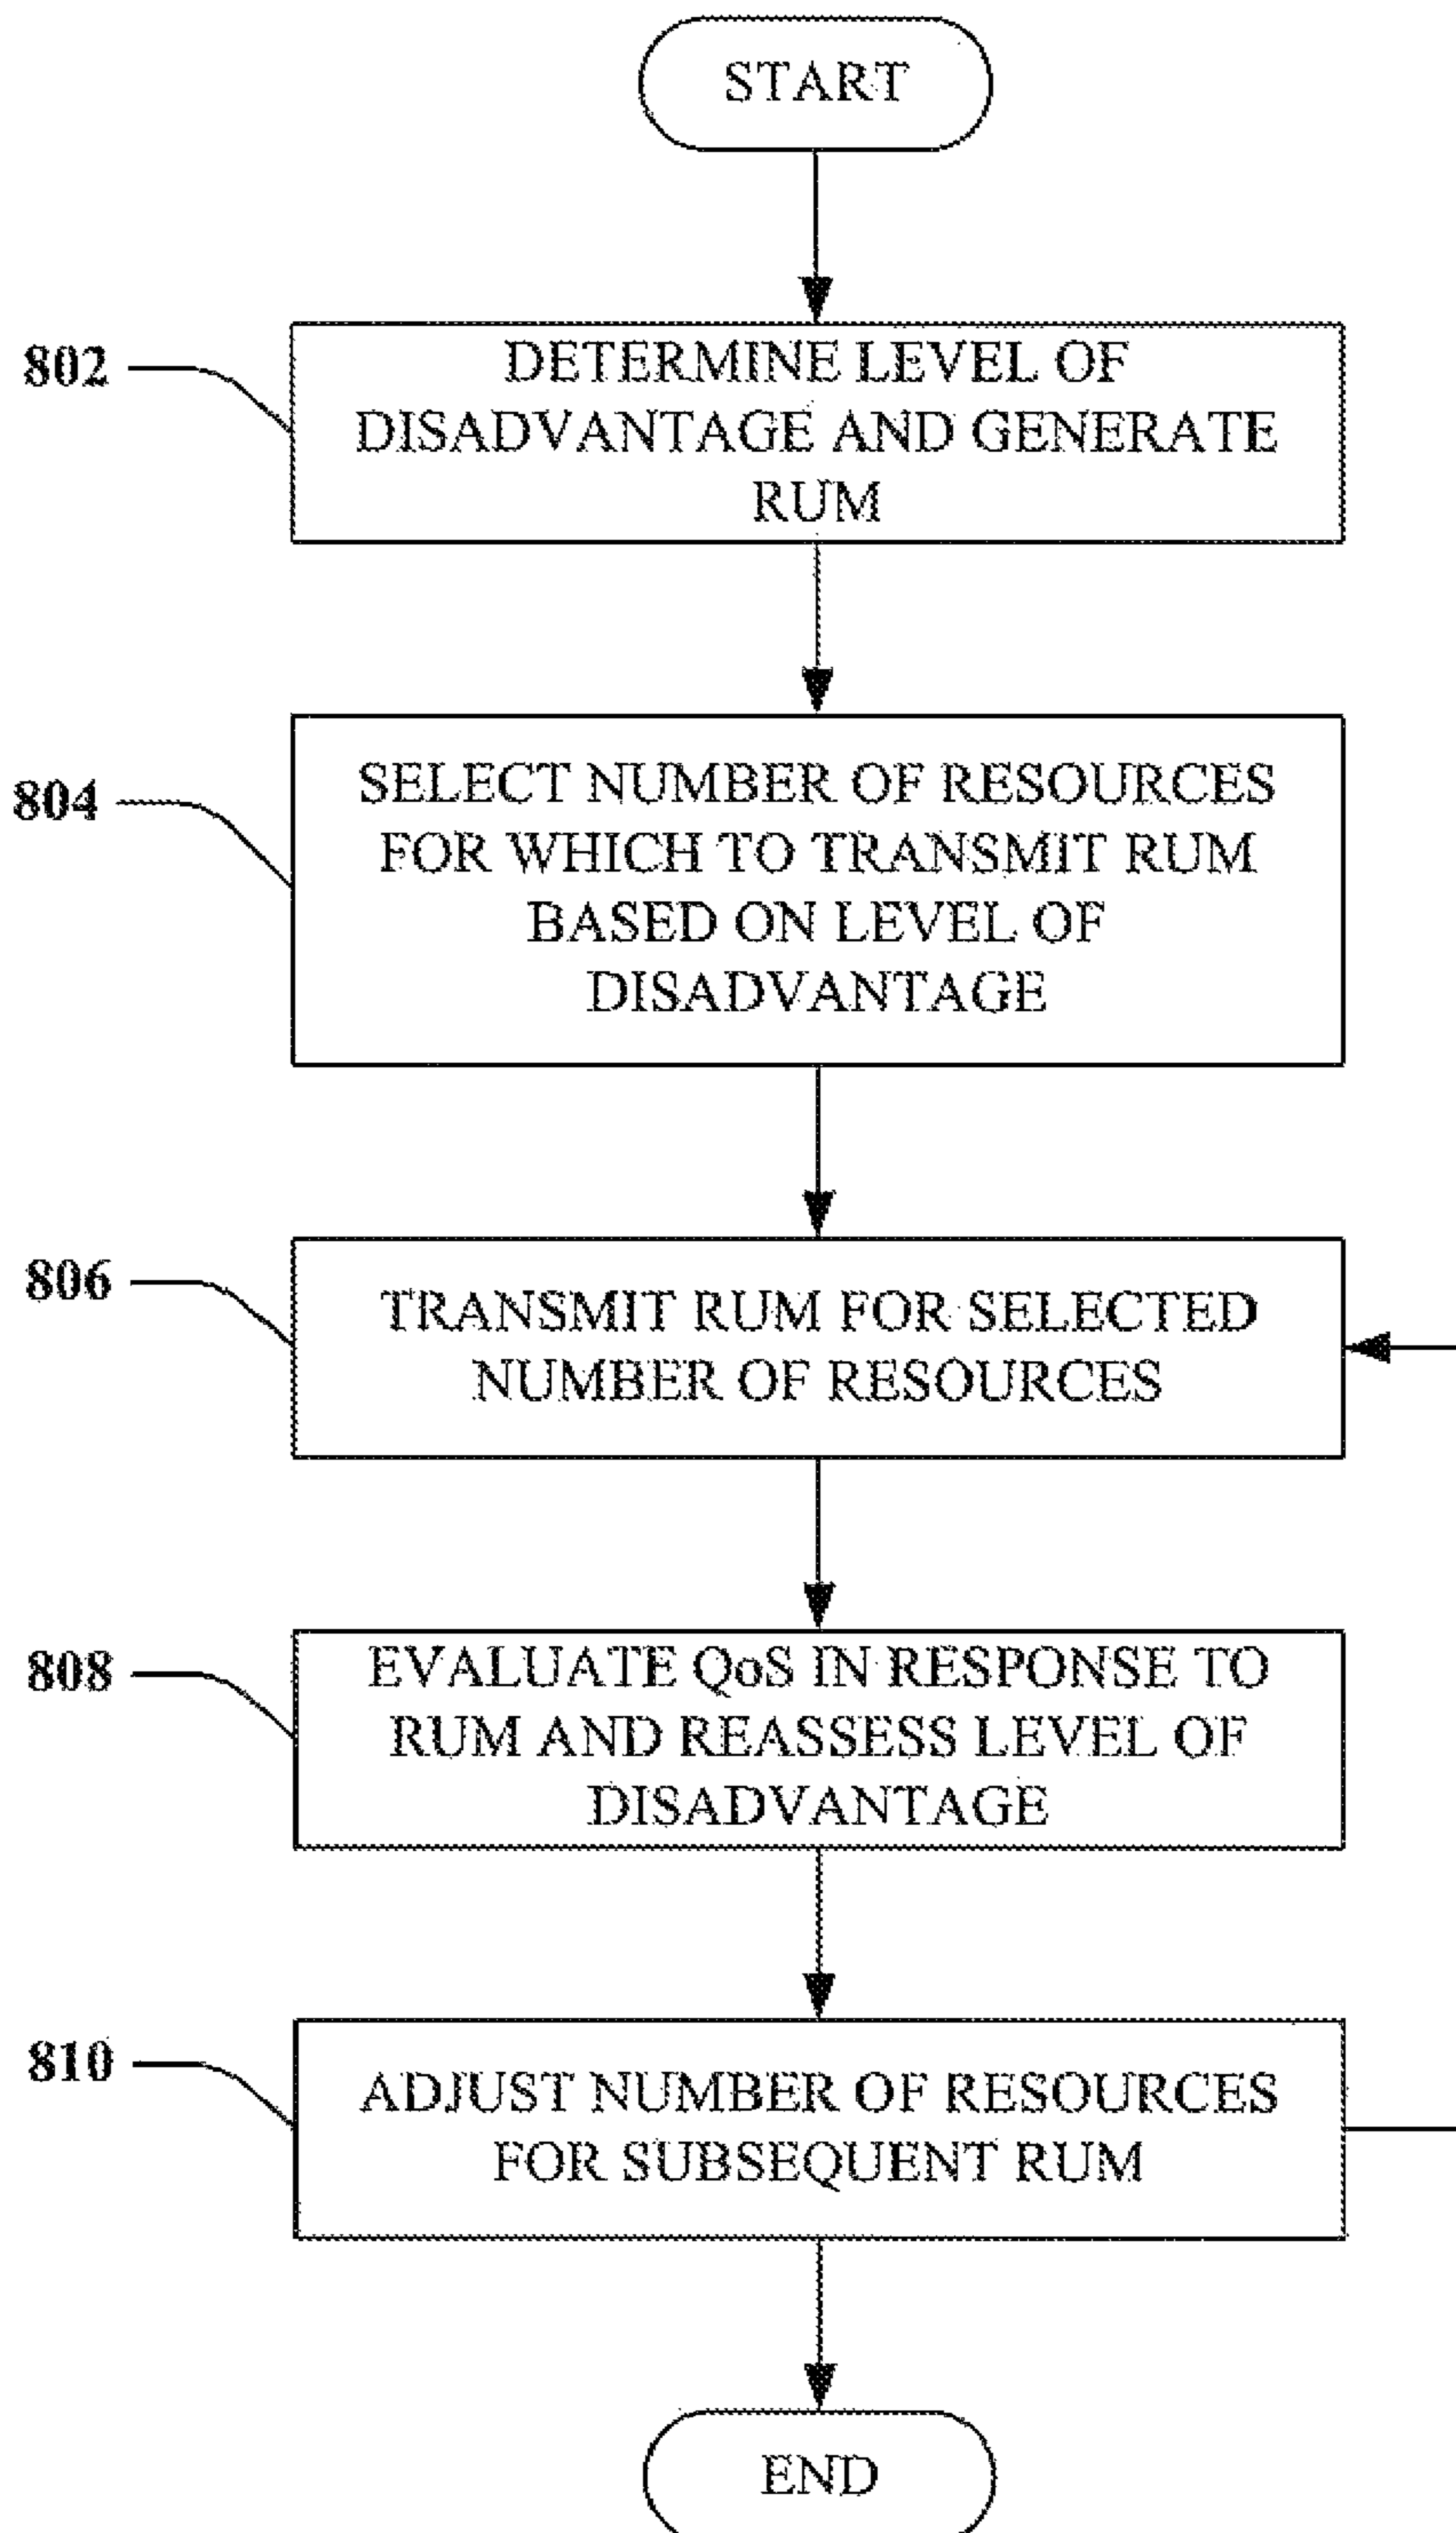 START
802
DETERMINE LEVEL OF
DISADVANTAGE AND GENERATE
RUM
804
SELECT NUMBER OF RESOURCES
FOR WHICH TO TRANSMIT RUM
BASED ON LEVEL OF
DISADVANTAGE
806
TRANSMIT RUM FOR SELECTED
NUMBER OF RESOURCES
808
EVALUATE QoS IN RESPONSE TO
RUM AND REASSESS LEVEL OF
DISADVANTAGE
810
ADJUST NUMBER OF RESOURCES
FOR SUBSEQUENT RUM
END